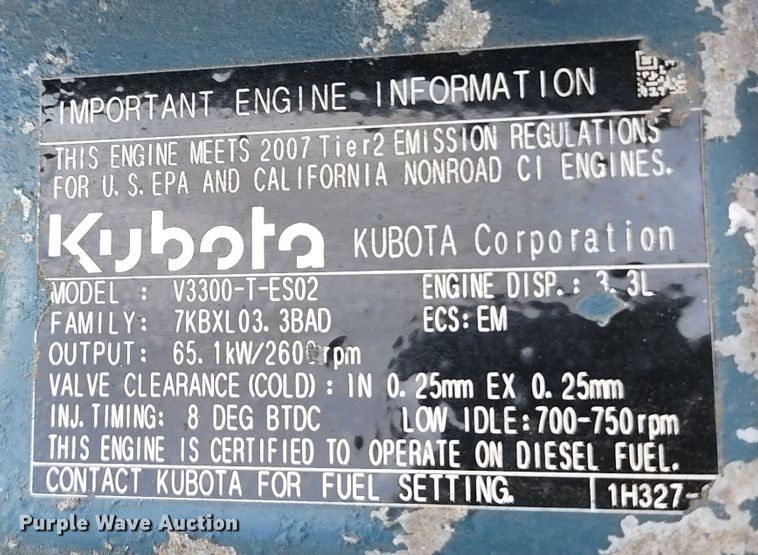 IMPORTANT ENGINE INFORMATION
THIS ENGINE MEETS 2007 Tier2 EMISSION REGULATIONS
FOR U.S.EPA AND CALIFORNIA NONROAD CI ENGINES.
Kubota KUBOTA Corporation
MODEL : V3300-T-ES02 ENGINE DISP.: 3.3L
FAMILY: 7KBXL03.3BAD ECS:EM
OUTPUT: 65.1kW/2600rpm
VALVE CLEARANCE(COLD): IN 0.25mm EX 0.25mm
INJ.TIMING: 8 DEG BTDC LOW IDLE:700-750rpm
THIS ENGINE IS CERTIFIED TO OPERATE ON DIESEL FUEL.
CONTACT KUBOTA FOR FUEL SETTING. 1H327-
Purple Wave Auction